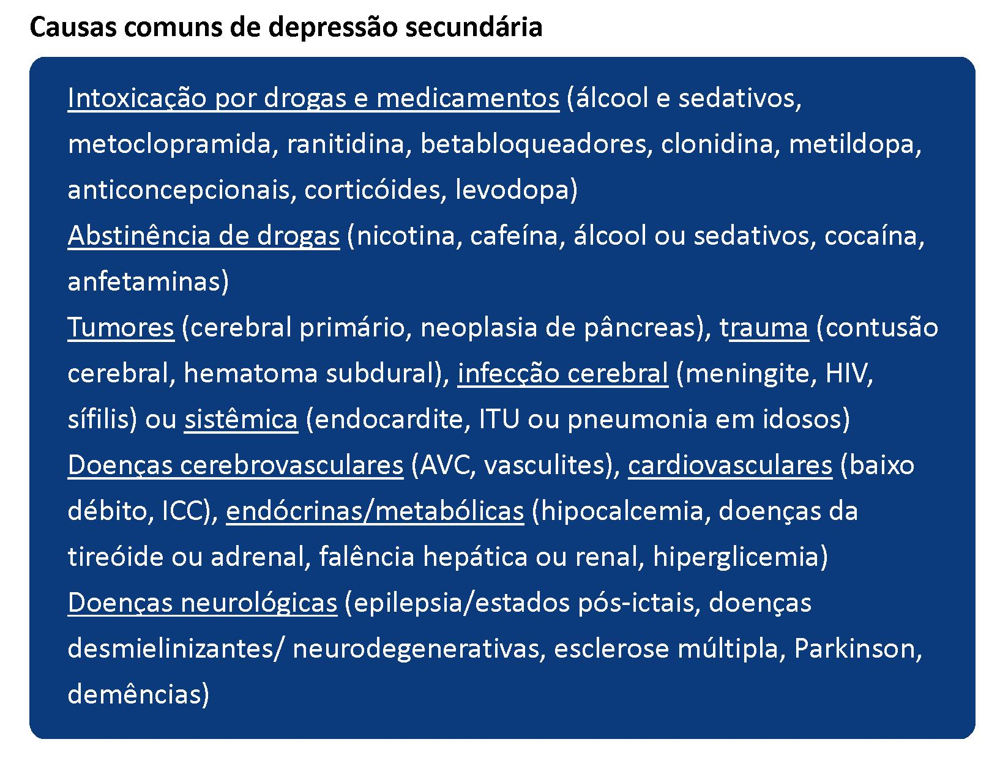 Causas comuns de depressão secundária
Intoxicação por drogas e medicamentos (álcool e sedativos,
metoclopramida, ranitidina, betabloqueadores, clonidina, metildopa,
anticoncepcionais, corticóides, levodopa)
Abstinência de drogas (nicotina, cafeína, álcool ou sedativos, cocaína,
anfetaminas)
Tumores (cerebral primário, neoplasia de pâncreas), trauma (contusão
cerebral, hematoma subdural), infecção cerebral (meningite, HIV,
sífilis) ou sistêmica (endocardite, ITU ou pneumonia em idosos)
Doenças cerebrovasculares (AVC, vasculites), cardiovasculares (baixo
débito, ICC), endócrinas/metabólicas (hipocalcemia, doenças da
tireóide ou adrenal, falência hepática ou renal, hiperglicemia)
Doenças neurológicas (epilepsia/estados pós-ictais, doenças
desmielinizantes/ neurodegenerativas, esclerose múltipla, Parkinson,
demências)